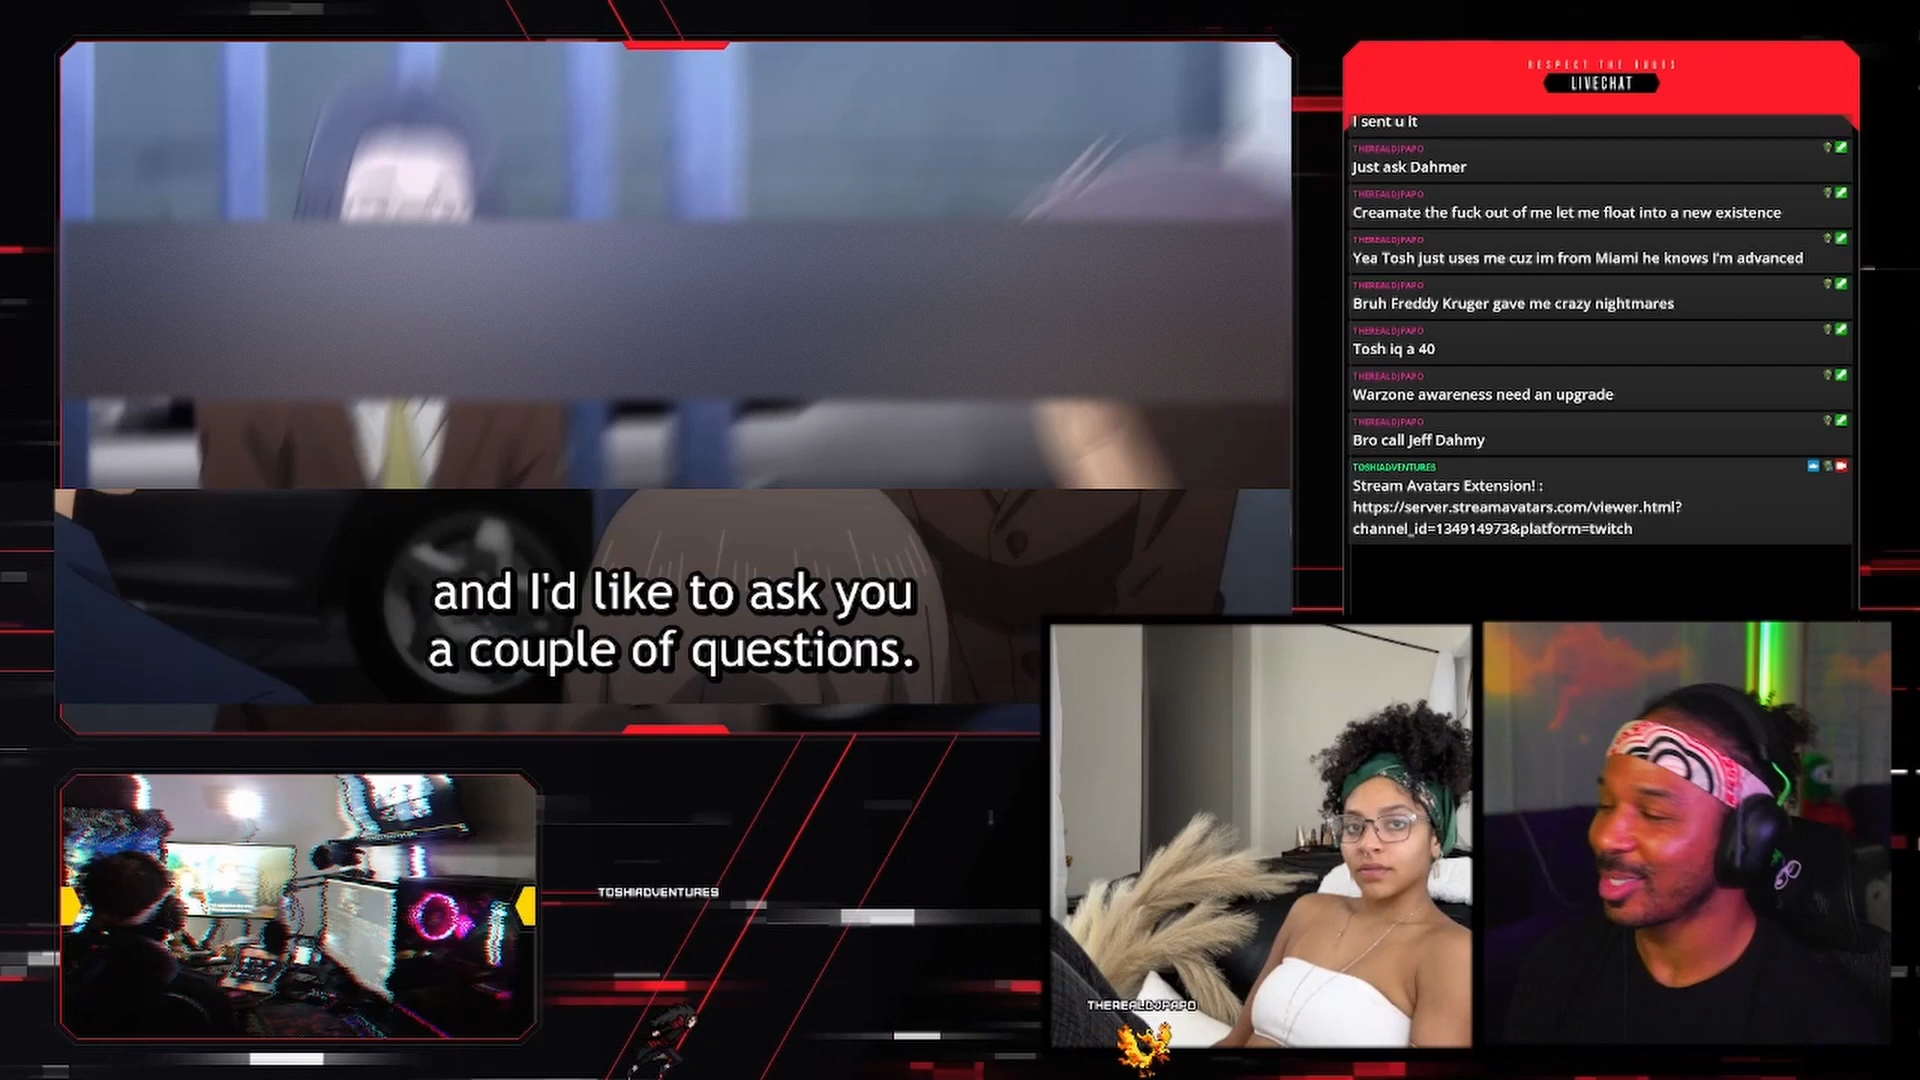 RESPECT THE RULES
LIVECHAT
I sent u it
THEREALDJPAPO
Just ask Dahmer
THEREALDJPAPO
Creamate the fuck out of me let me float into a new existence
THEREALDJPAPO
Yea Tosh just uses me cuz im from Miami he knows I'm advanced
THEREALDJPAPO
Bruh Freddy Kruger gave me crazy nightmares
THEREALDJPAPO
Tosh iq a 40
THEREALDJPAPO
Warzone awareness need an upgrade
THEREALDJPAPO
Bro call Jeff Dahmy
TOSHIADVENTURES
Stream Avatars Extension! :
https://server.streamavatars.com/viewer.html?
channel_id=134914973&platform=twitch
and I'd like to ask you
a couple of questions.
TOSHIADVENTURES
THEREALDJPAPO